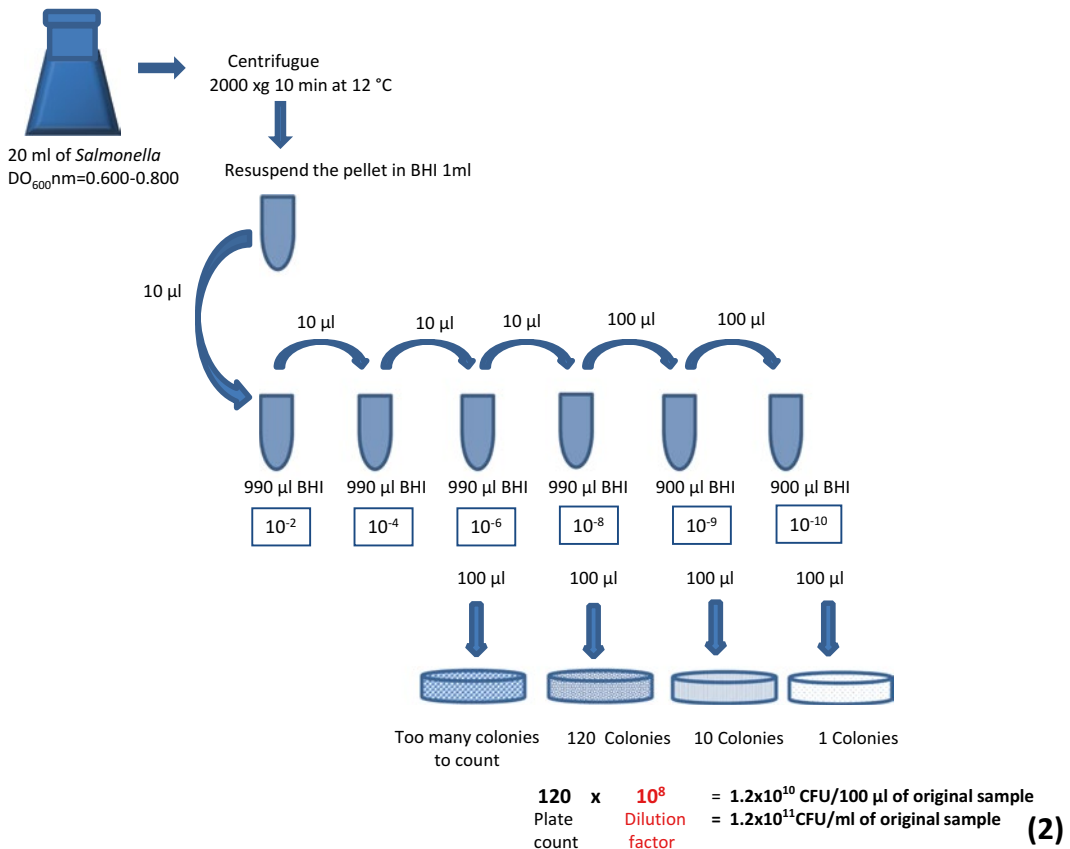 Centrifugue
2000 xg 10 min at 12 °C
20 ml of Salmonella
DO600nm=0.600-0.800
Resuspend the pellet in BHI 1ml
10 µl
10 µl
10 µl
10 µl
100 µl
100 µl
990 µl BHI
990 µl BHI
990 µl BHI
990 µl BHI
900 µl BHI
900 µl BHI
10-2
10-4
10-6
10-8
10-9
10-10
100 µl
100 µl
100 µl
100 µl
Too many colonies
to count
120 Colonies
10 Colonies
1 Colonies
120 x 10⁸ = 1.2x10¹⁰ CFU/100 µl of original sample
Plate Dilution = 1.2x10¹¹CFU/ml of original sample
count factor
(2)